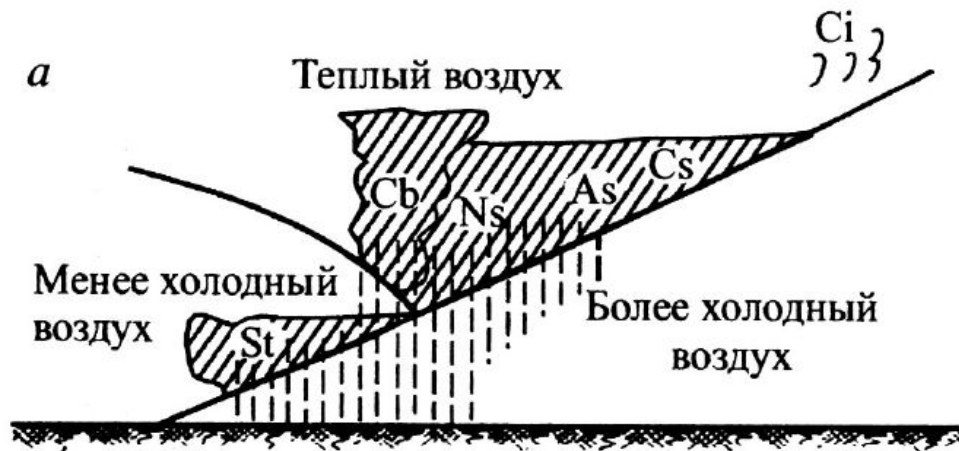 а
Ci
Теплый воздух
Cb
Ns
As
Cs
Менее холодный
воздух
St
Более холодный
воздух